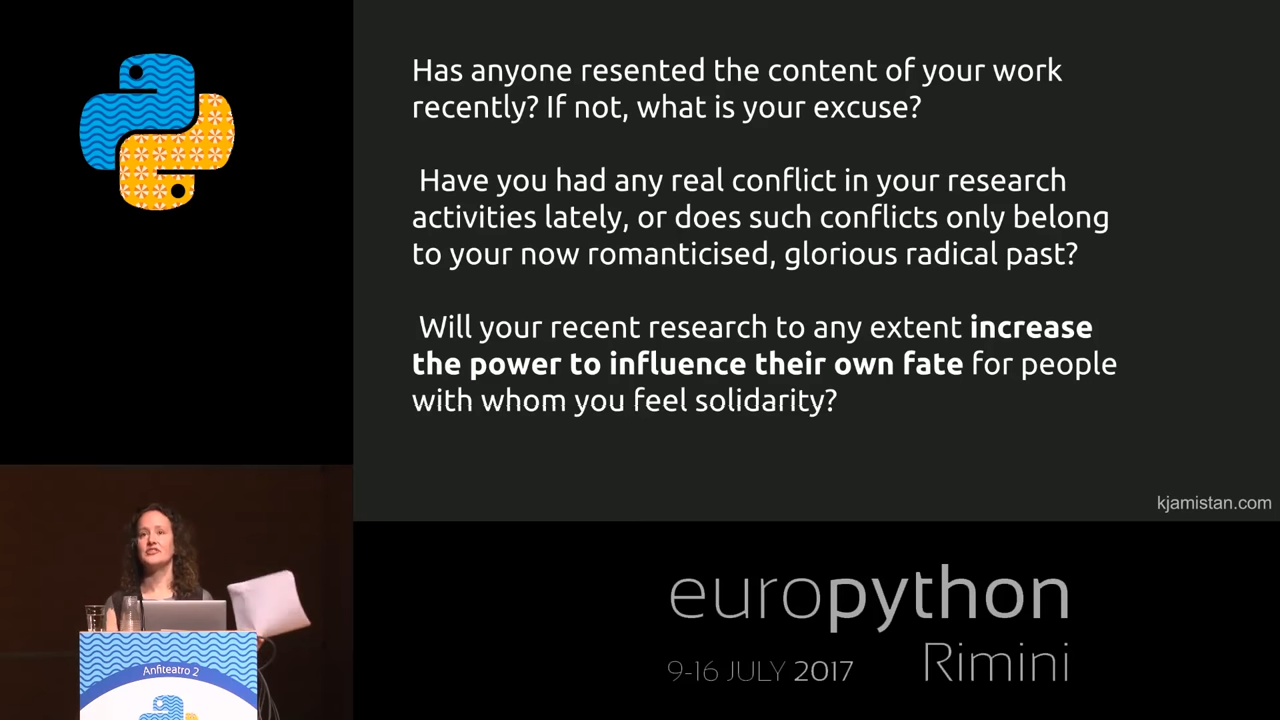 Has anyone resented the content of your work
recently? If not, what is your excuse?
Have you had any real conflict in your research
activities lately, or does such conflicts only belong
to your now romanticised, glorious radical past?
Will your recent research to any extent increase
the power to influence their own fate for people
with whom you feel solidarity?
kjamistan.com
Anfiteatro 2
europython
Rimini
9-16 JULY 2017